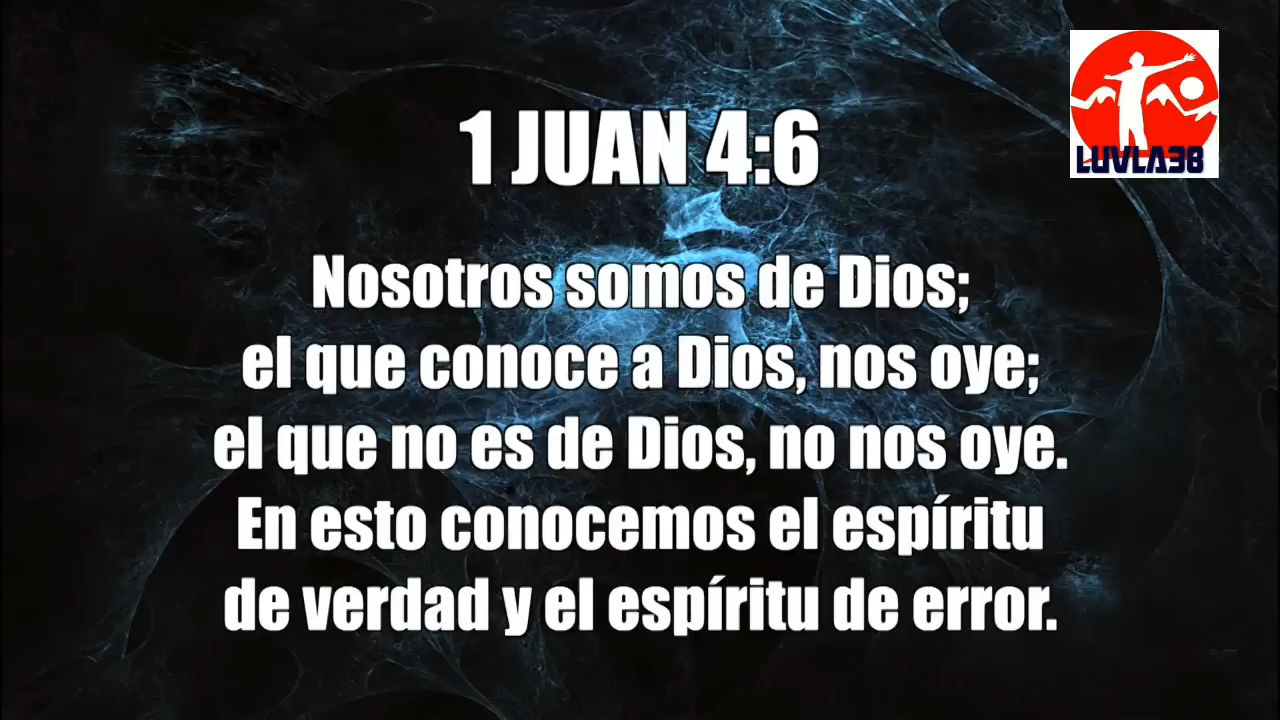 1 JUAN 4:6
LUVLA38
Nosotros somos de Dios;
el que conoce a Dios, nos oye;
el que no es de Dios, no nos oye.
En esto conocemos el espíritu
de verdad y el espíritu de error.